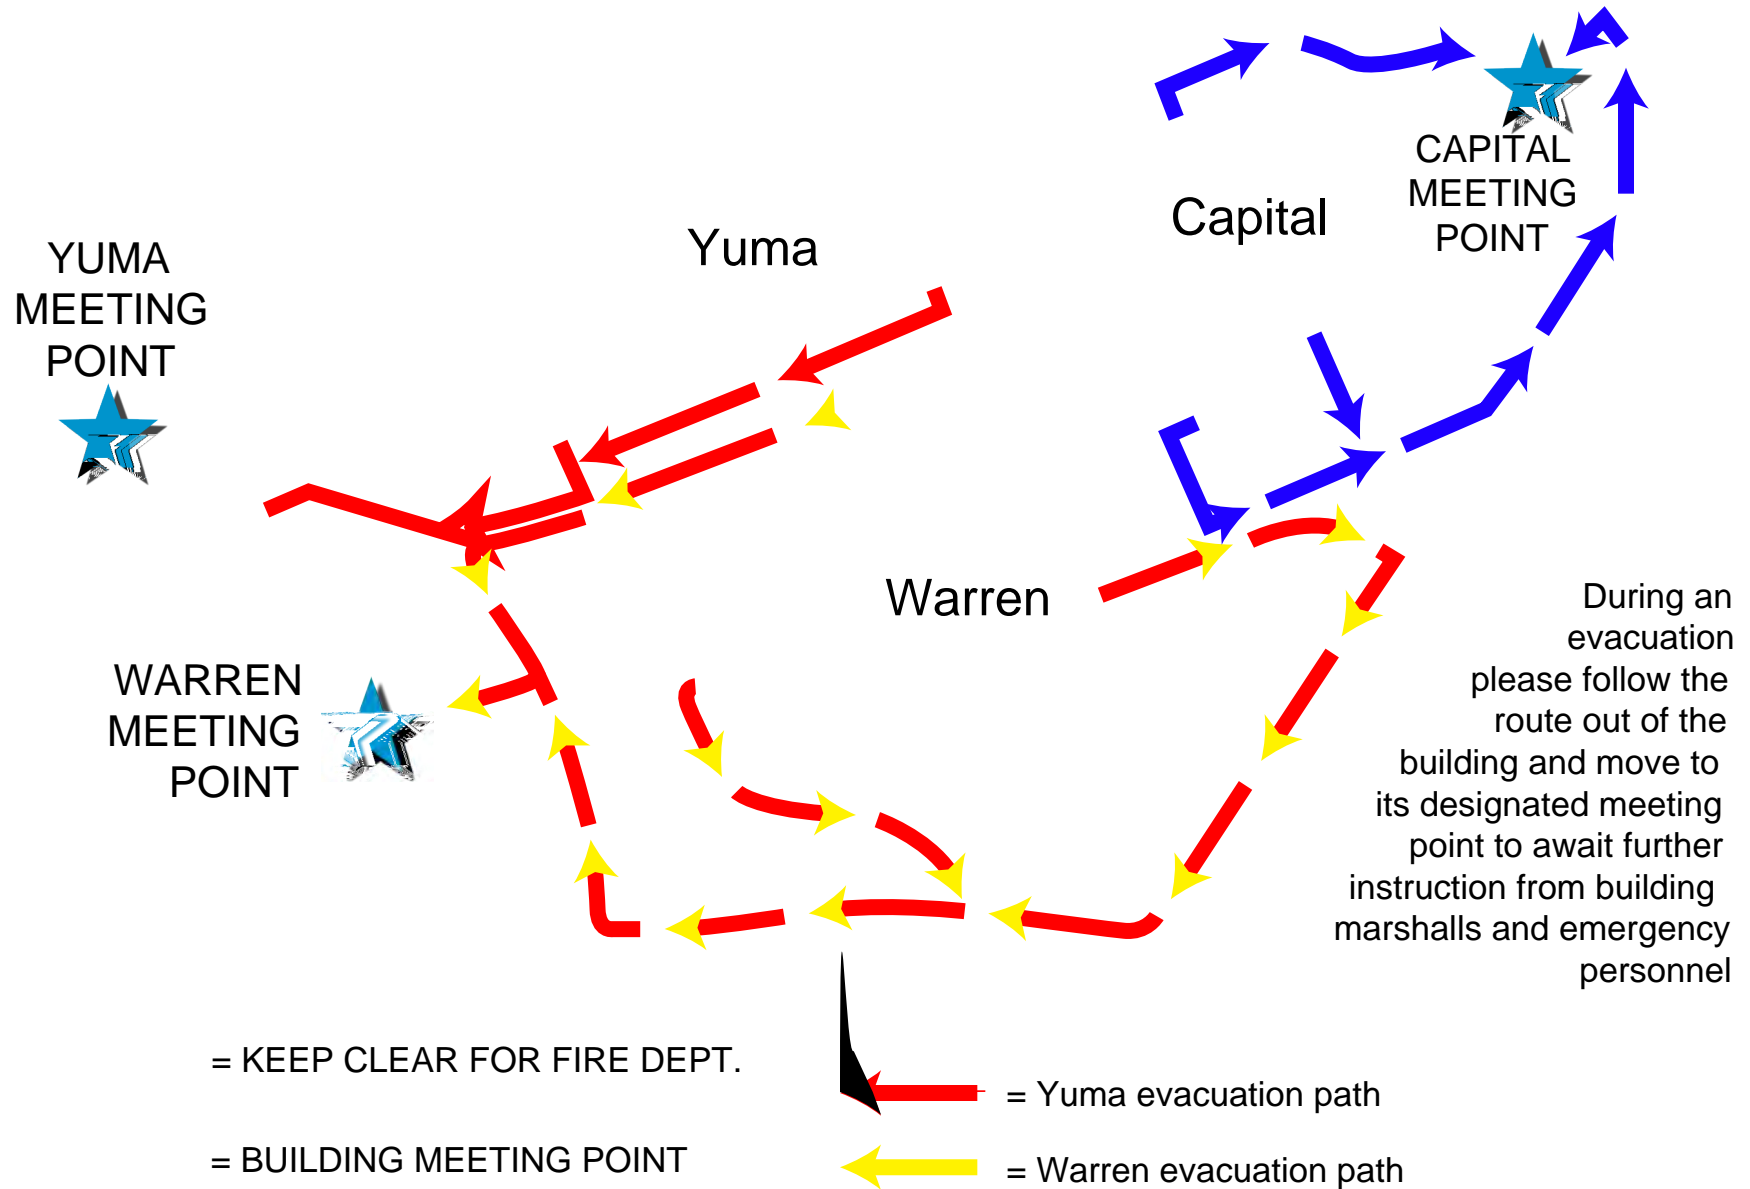 CAPITAL
MEETING
POINT
Capital
Yuma
YUMA
MEETING
POINT
Warren
During an
evacuation
please follow the
route out of the
building and move to
its designated meeting
point to await further
instruction from building
marshalls and emergency
personnel
WARREN
MEETING
POINT
= KEEP CLEAR FOR FIRE DEPT.
= Yuma evacuation path
= BUILDING MEETING POINT
= Warren evacuation path